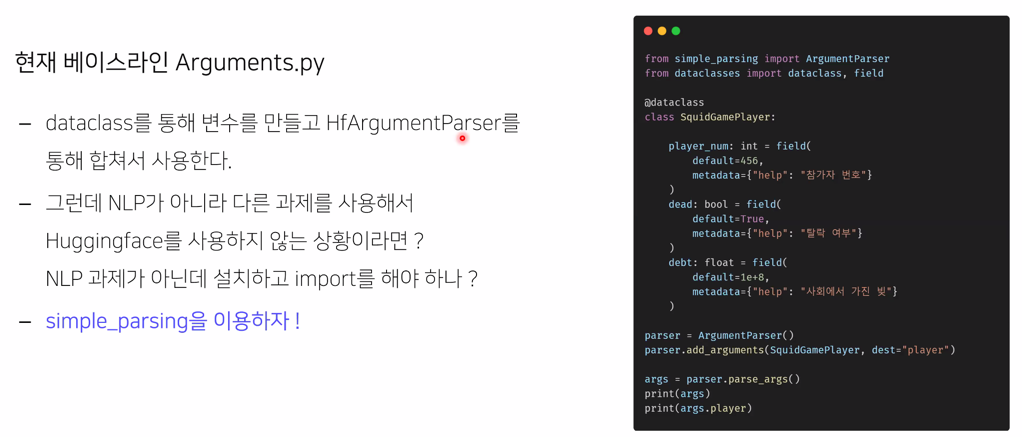 현재 베이스라인 Arguments.py
– dataclass를 통해 변수를 만들고 HfArgumentParser를
통해 합쳐서 사용한다.
– 그런데 NLP가 아니라 다른 과제를 사용해서
Huggingface를 사용하지 않는 상황이라면 ?
NLP 과제가 아닌데 설치하고 import를 해야 하나 ?
– simple_parsing을 이용하자 !
from simple_parsing import ArgumentParser
from dataclasses import dataclass, field
@dataclass
class SquidGamePlayer:
    player_num: int = field(
        default=456,
        metadata={"help": "참가자 번호"}
    )
    dead: bool = field(
        default=True,
        metadata={"help": "탈락 여부"}
    )
    debt: float = field(
        default=1e+8,
        metadata={"help": "사회에서 가진 빚"}
    )
parser = ArgumentParser()
parser.add_arguments(SquidGamePlayer, dest="player")
args = parser.parse_args()
print(args)
print(args.player)